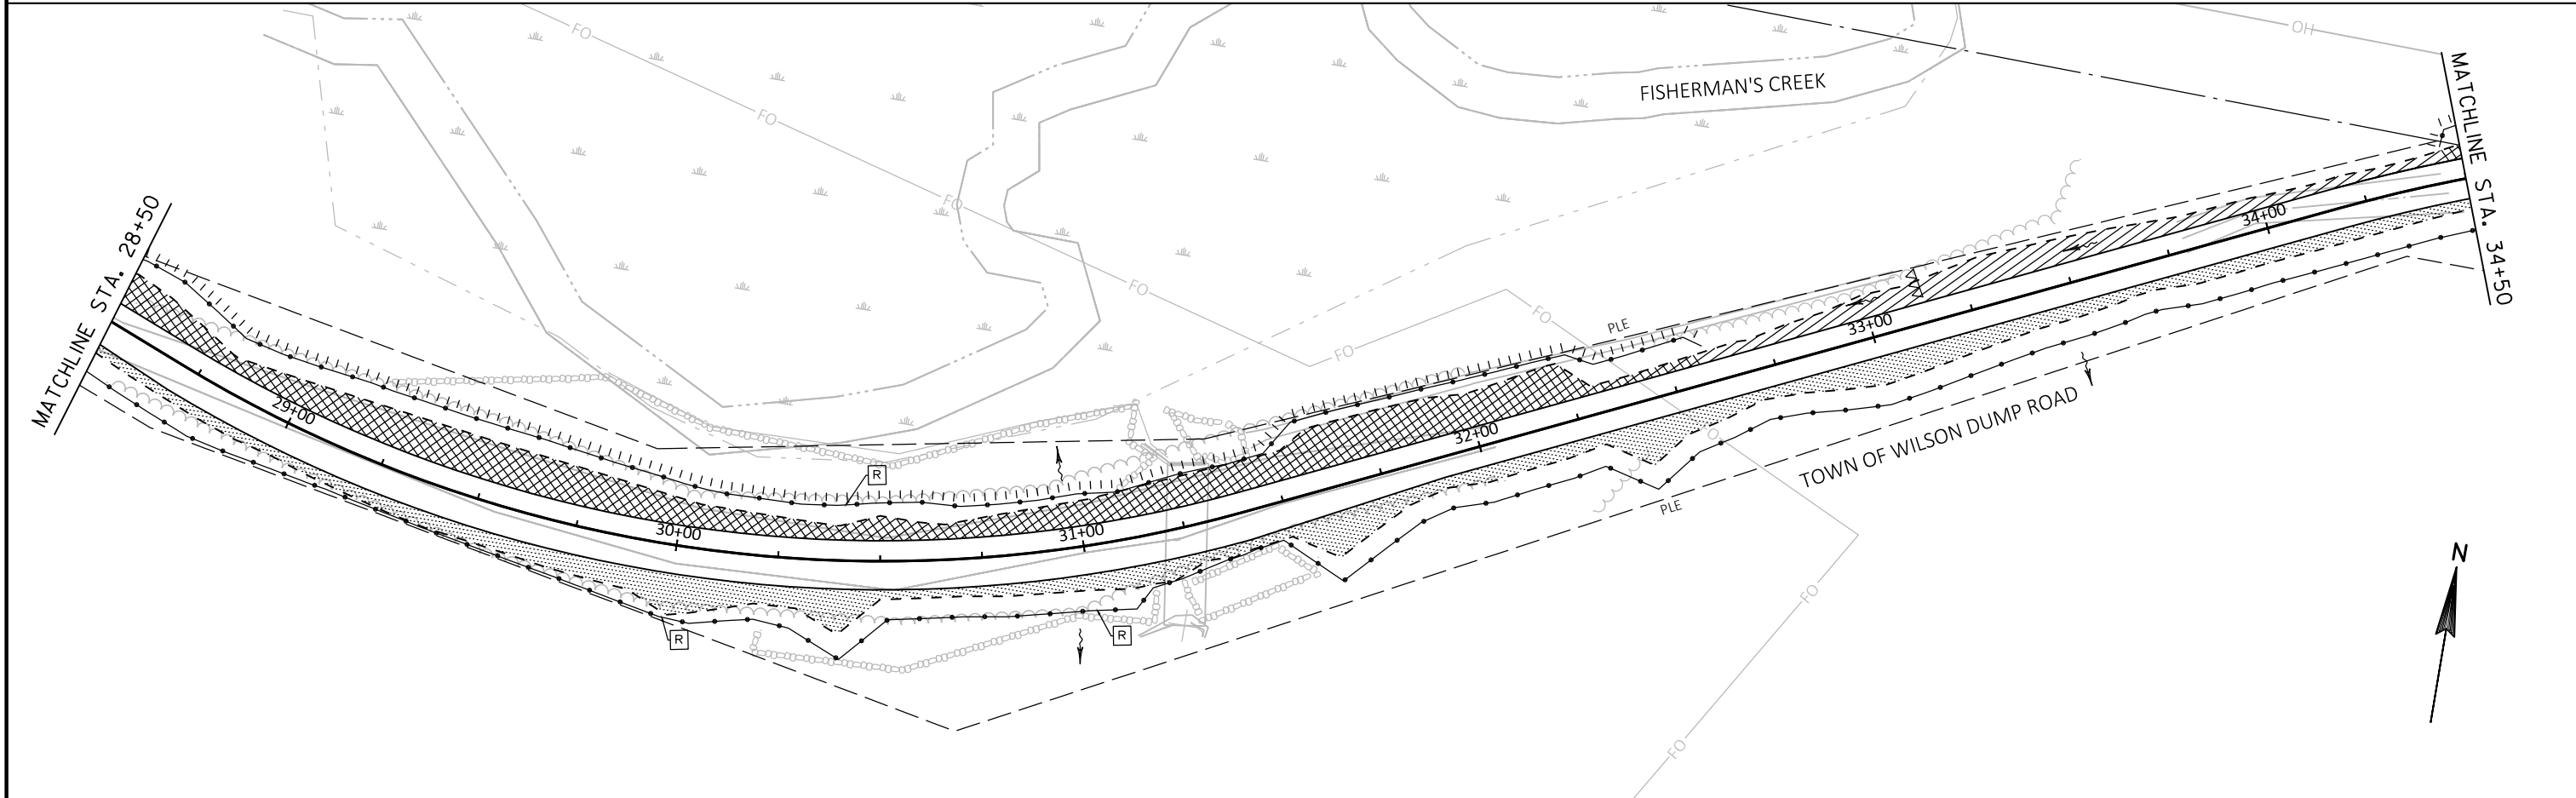 FO
OH
FO
FISHERMAN'S CREEK
MATCHLINE STA. 34+50
MATCHLINE STA. 28+50
FO
34+00
FO
FO
PLE
33+00
FO
29+00
32+00
O
TOWN OF WILSON DUMP ROAD
R
PLE
30+00
31+00
N
FO
R
R
FO